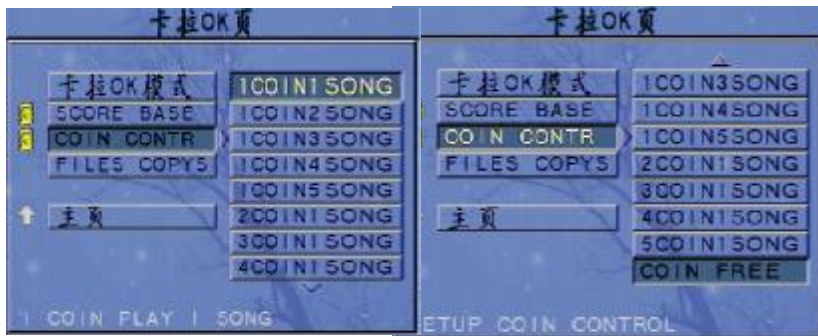 卡拉OK页
卡拉OK模式
SCORE BASE
COIN CONTR
FILES COPYS
主页
1COIN1SONG
1COIN2SONG
1COIN3SONG
1COIN4SONG
1COIN5SONG
2COIN1SONG
3COIN1SONG
4COIN1SONG
1 COIN PLAY 1 SONG
卡拉OK页
卡拉OK模式
SCORE BASE
COIN CONTR
FILES COPYS
主页
1COIN3SONG
1COIN4SONG
1COIN5SONG
2COIN1SONG
3COIN1SONG
4COIN1SONG
5COIN1SONG
COIN FREE
ETUP COIN CONTROL